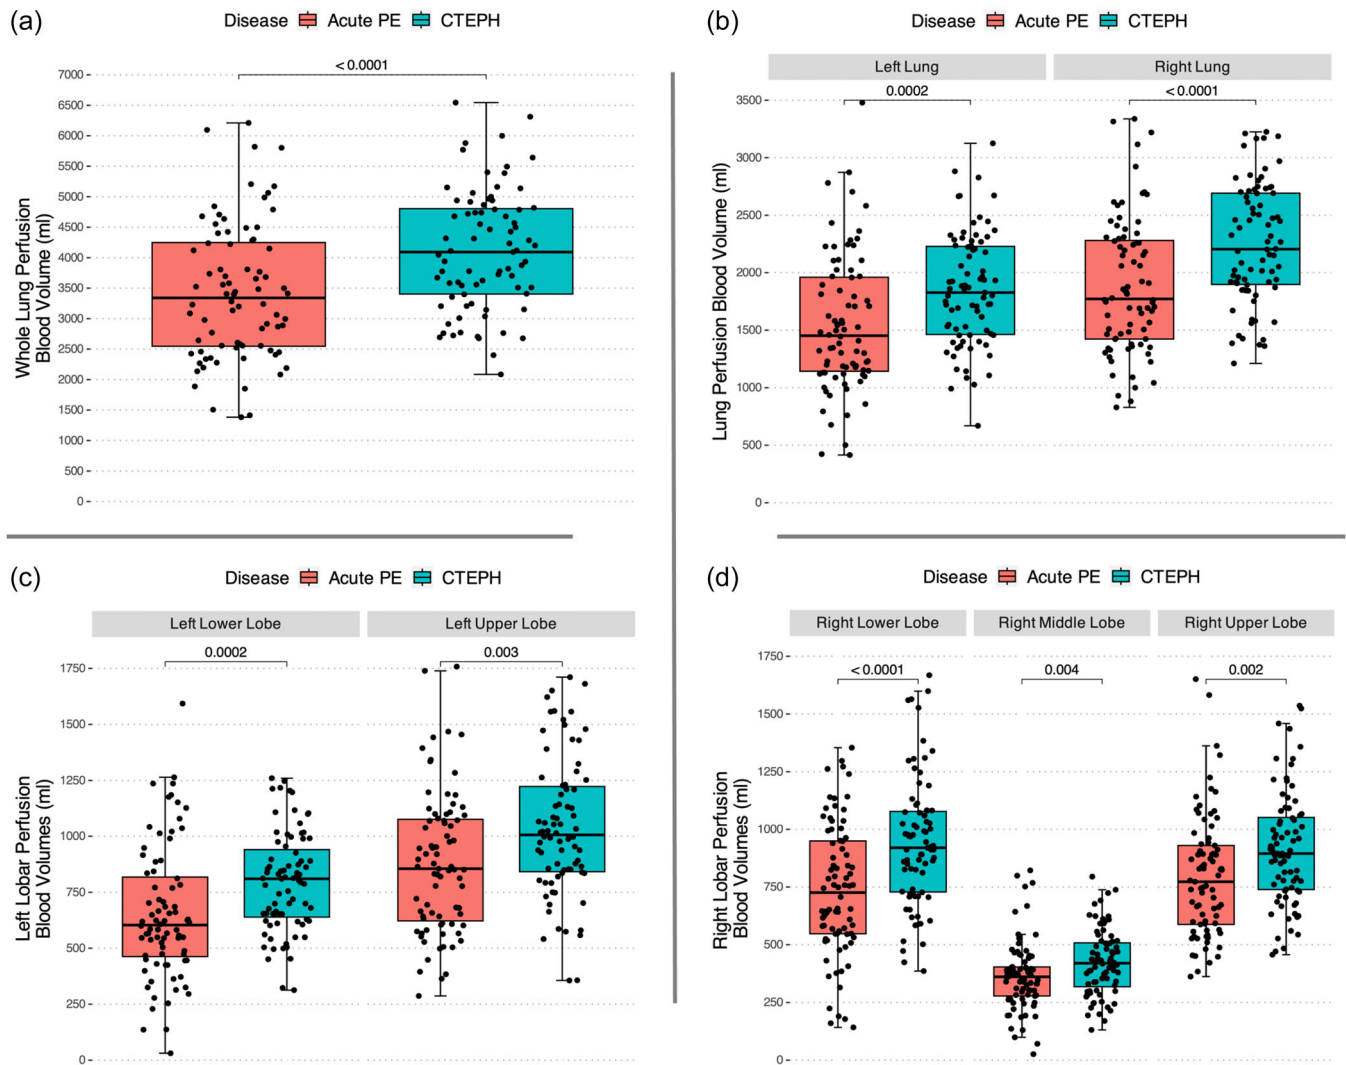 (a)
Disease Acute PE CTEPH
< 0.0001
7000
6500
6000
5500
5000
4500
4000
3500
3000
2500
2000
1500
1000
500
0
Whole Lung Perfusion
Blood Volume (ml)
(b)
Disease Acute PE CTEPH
Left Lung Right Lung
0.0002 <0.0001
3500
3000
2500
2000
1500
1000
500
0
Lung Perfusion Blood Volume (ml)
(c)
Disease Acute PE CTEPH
Left Lower Lobe Left Upper Lobe
0.0002 0.003
1750
1500
1250
1000
750
500
250
0
Left Lobar Perfusion
Blood Volumes (ml)
(d)
Disease Acute PE CTEPH
Right Lower Lobe Right Middle Lobe Right Upper Lobe
<0.0001 0.004 0.002
1750
1500
1250
1000
750
500
250
0
Right Lobar Perfusion
Blood Volumes (ml)